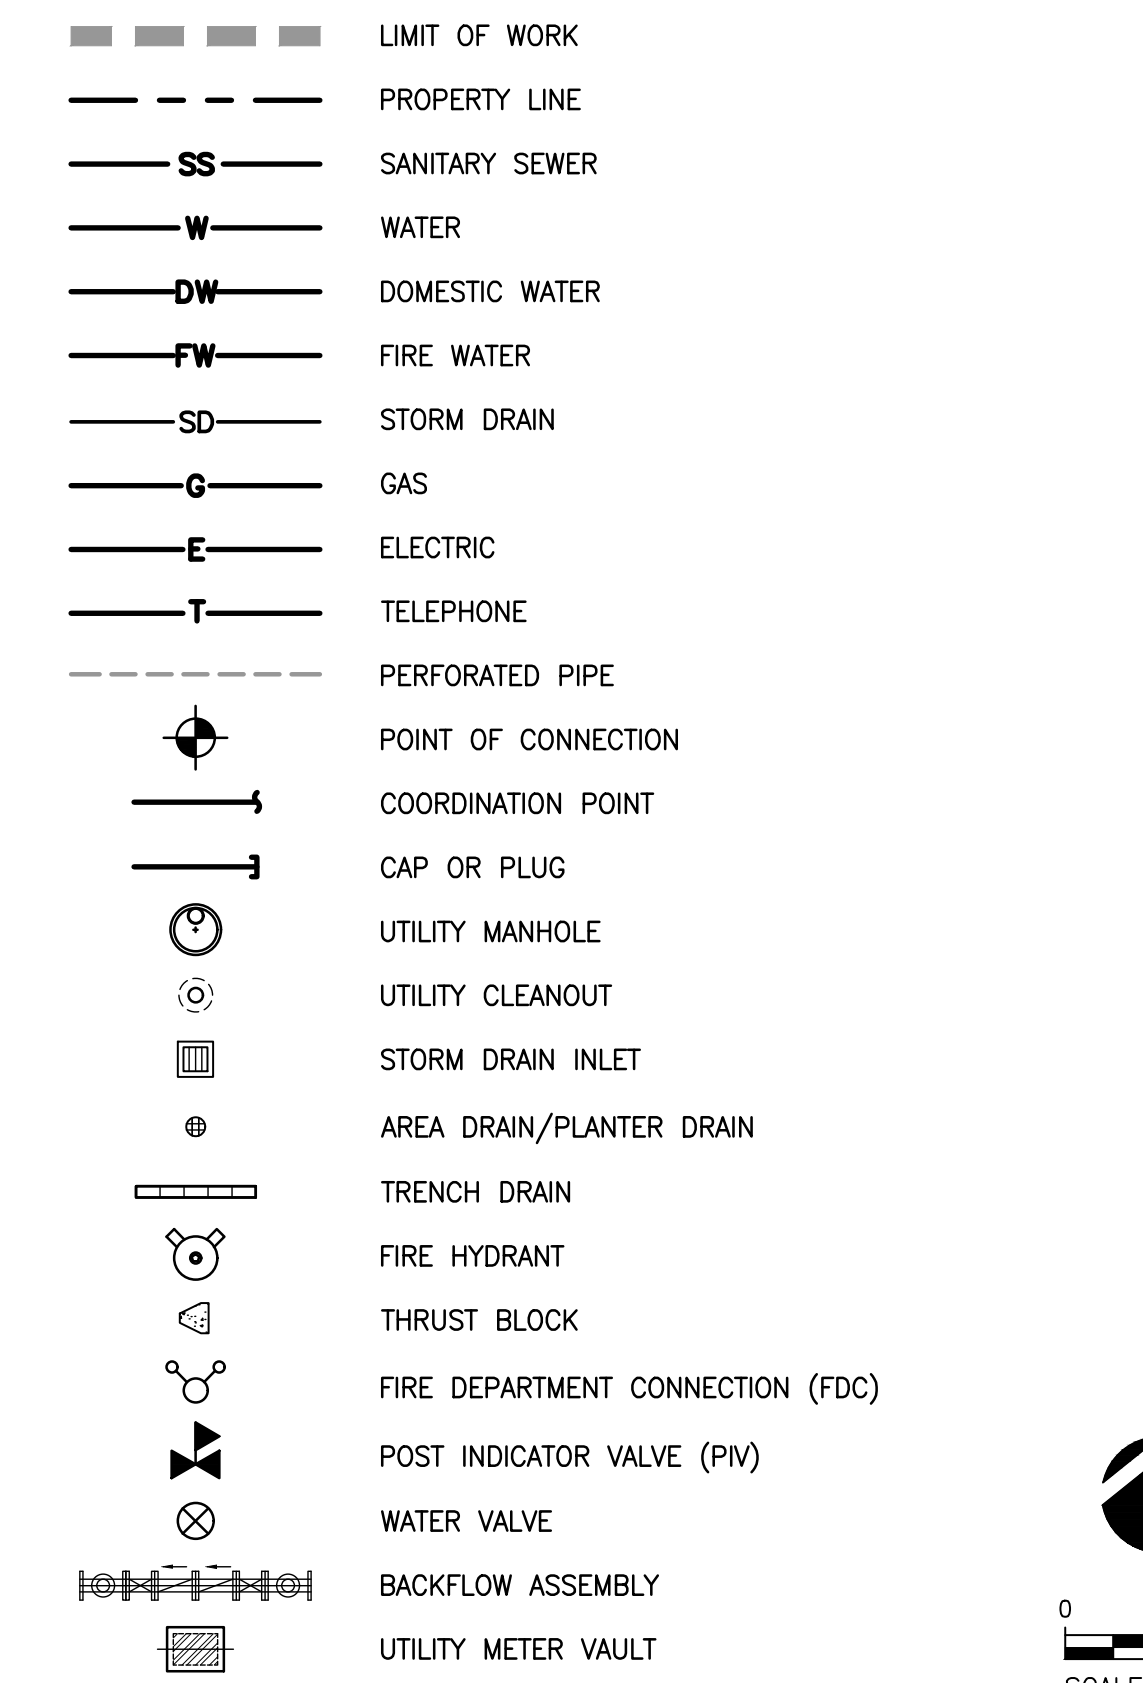 LIMIT OF WORK
PROPERTY LINE
SS SANITARY SEWER
W WATER
DW DOMESTIC WATER
FW FIRE WATER
SD STORM DRAIN
G GAS
E ELECTRIC
T TELEPHONE
PERFORATED PIPE
POINT OF CONNECTION
COORDINATION POINT
CAP OR PLUG
UTILITY MANHOLE
UTILITY CLEANOUT
STORM DRAIN INLET
AREA DRAIN/PLANTER DRAIN
TRENCH DRAIN
FIRE HYDRANT
THRUST BLOCK
FIRE DEPARTMENT CONNECTION (FDC)
POST INDICATOR VALVE (PIV)
WATER VALVE
BACKFLOW ASSEMBLY
0
UTILITY METER VAULT